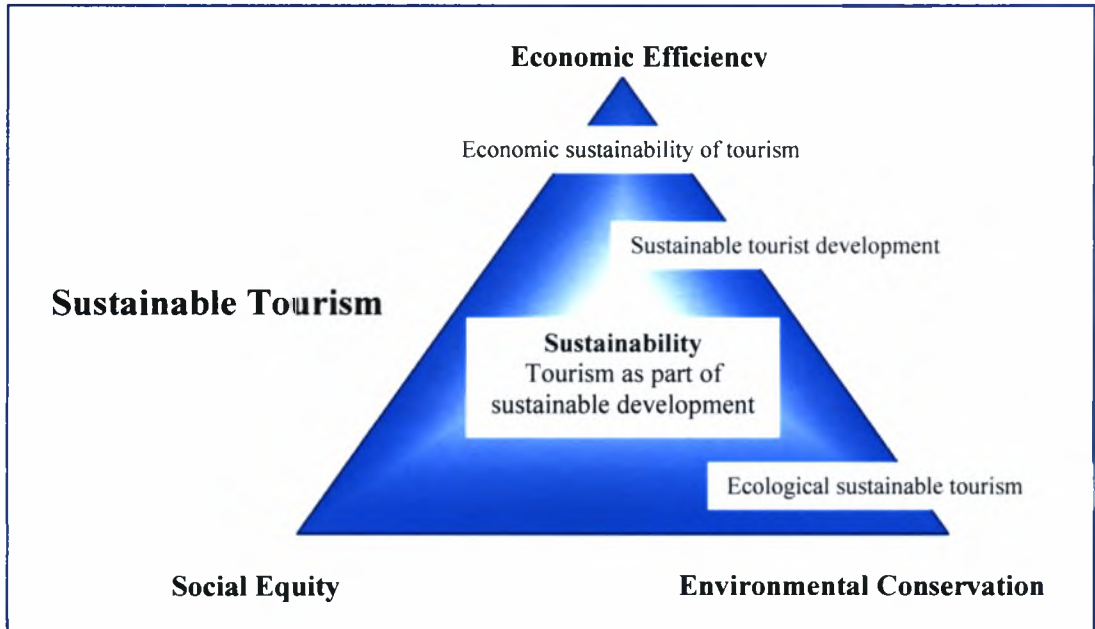 Economic Efficiency
Economic sustainability of tourism
Sustainable tourist development
Sustainable Tourism
Sustainability
Tourism as part of
sustainable development
Ecological sustainable tourism
Social Equity
Environmental Conservation